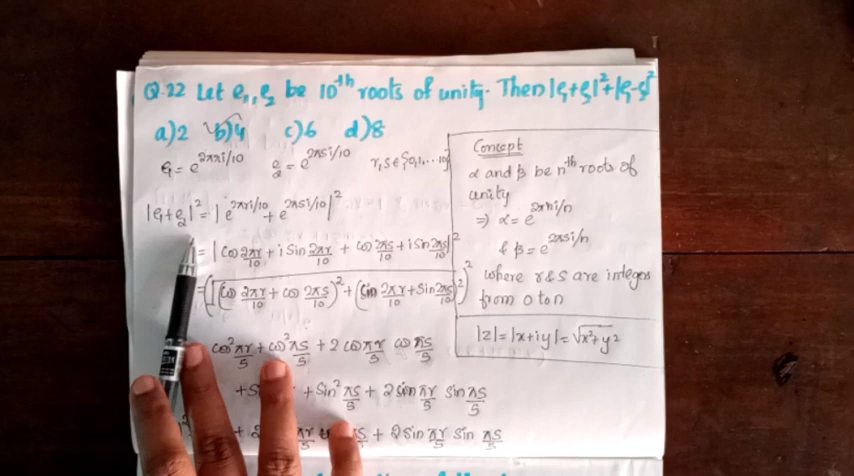 Q.22 Let e₁, e₂ be 10th roots of unity. Then |e₁+e₂|²+|e₁-e₂|²
a) 2 b) 4 c) 6 d) 8
e₁ = e^{2πri/10} e₂ = e^{2πsi/10} r,s ∈ {0,1,...10}
|e₁+e₂|² = |e^{2πri/10} + e^{2πsi/10}|²
= |Cos 2πr/10 + i Sin 2πr/10 + Cos 2πs/10 + i Sin 2πs/10|²
= (√((Cos 2πr/10 + Cos 2πs/10)² + (Sin 2πr/10 + Sin 2πs/10)²))²
Cos² πr/5 + Cos² πs/5 + 2 Cos πr/5 Cos πs/5
+ Sin² πs/5 + 2 Sin πr/5 Sin πs/5
πs/5 + 2 Sin πr/5 Sin πs/5
Concept
α and β be nth roots of
unity
⇒ α = e^{2πri/n}
& β = e^{2πsi/n}
where r & s are integers
from 0 to n
|z| = |x+iy| = √x²+y²